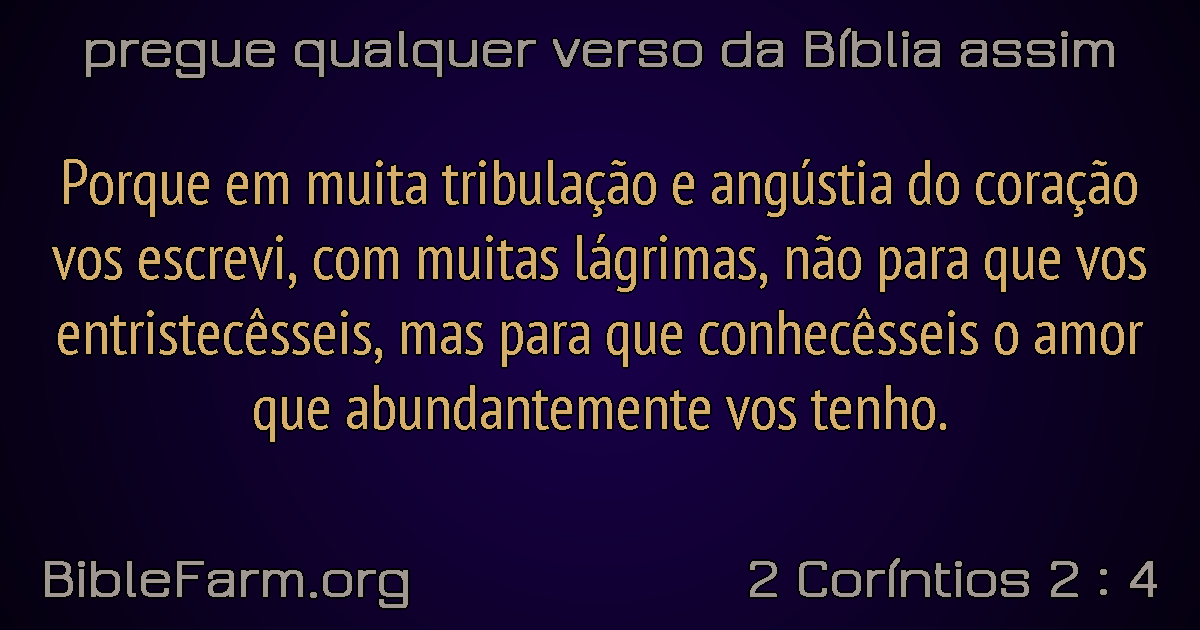 pregue qualquer verso da Bíblia assim
Porque em muita tribulação e angústia do coração
vos escrevi, com muitas lágrimas, não para que vos
entristecêsseis, mas para que conhecêsseis o amor
que abundantemente vos tenho.
BibleFarm.org
2 Coríntios 2 : 4